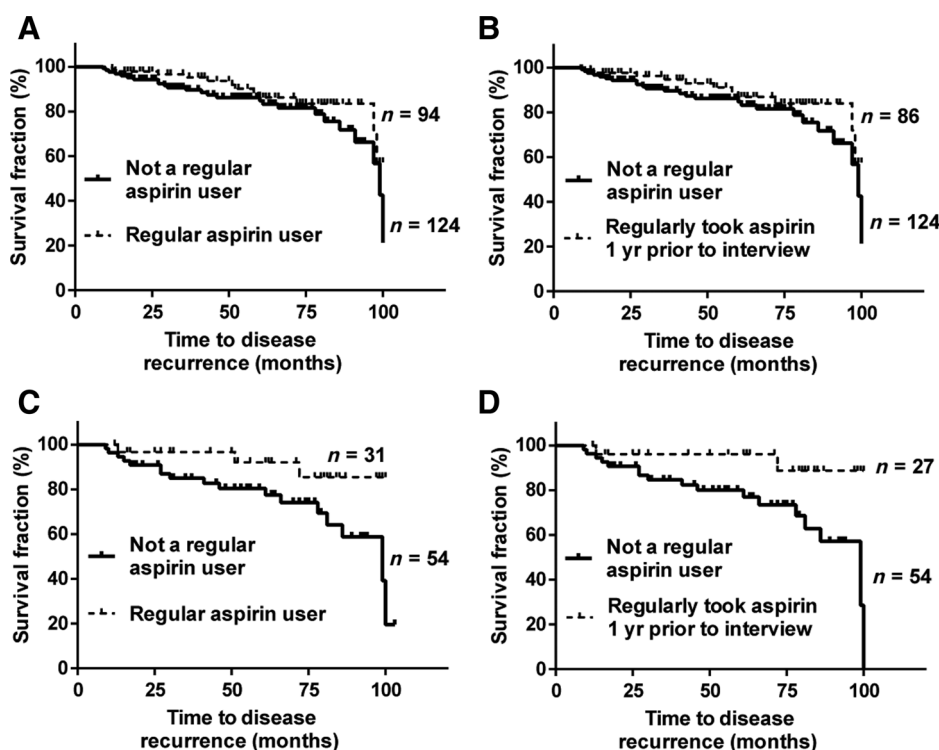 A
Survival fraction (%)
100
80
60
40
20
0
n = 94
Not a regular
aspirin user
Regular aspirin user
n = 124
0 25 50 75 100
Time to disease
recurrence (months)
B
Survival fraction (%)
100
80
60
40
20
0
n = 86
Not a regular
aspirin user
Regularly took aspirin
1 yr prior to interview
n = 124
0 25 50 75 100
Time to disease
recurrence (months)
C
Survival fraction (%)
100
80
60
40
20
0
n = 31
Not a regular
aspirin user
n = 54
Regular aspirin user
0 25 50 75 100
Time to disease
recurrence (months)
D
Survival fraction (%)
100
80
60
40
20
0
n = 27
Not a regular
aspirin user
n = 54
Regularly took aspirin
1 yr prior to interview
0 25 50 75 100
Time to disease
recurrence (months)